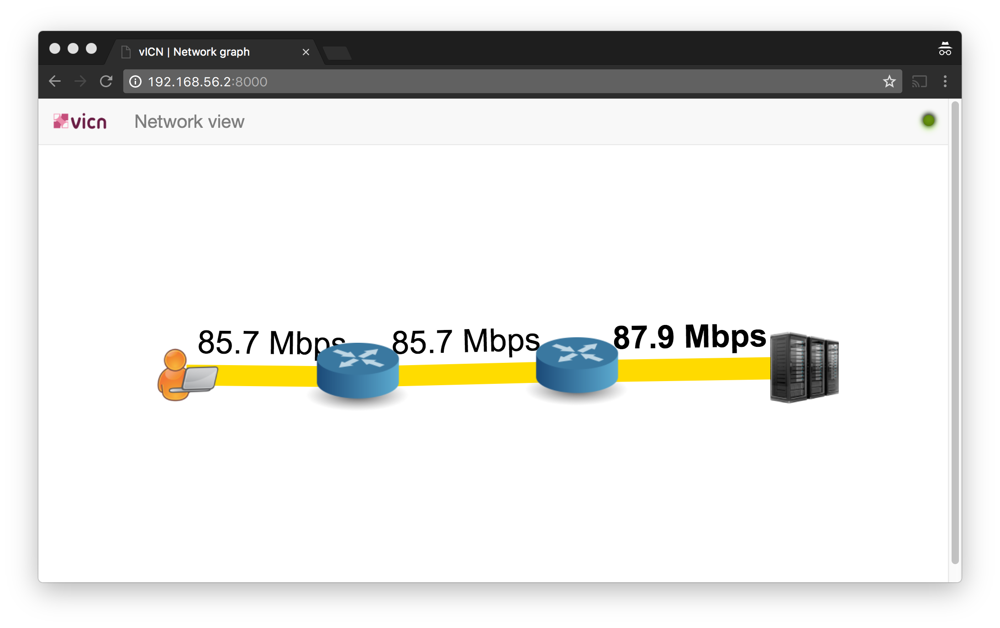 vICN | Network graph
192.168.56.2:8000
vicn Network view
85.7 Mbps 85.7 Mbps 87.9 Mbps